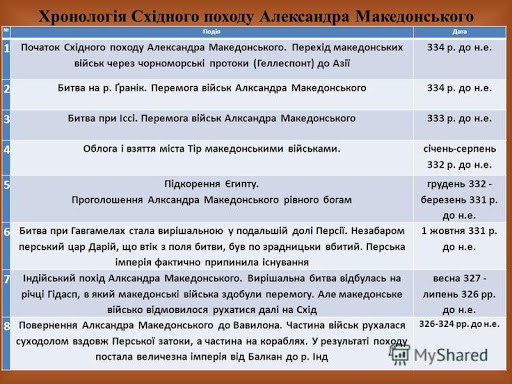 Хронологія Східного походу Александра Македонського
№ Подія Дата
1 Початок Східного походу Александра Македонського. Перехід македонських
військ через чорноморські протоки (Геллеспонт) до Азії
334 р. до н.е.
2 Битва на р. Ґранік. Перемога військ Алксандра Македонського 334 р. до н.е.
3 Битва при Іссі. Перемога військ Алксандра Македонського 333 р. до н.е.
4 Облога і взяття міста Тір македонськими військами. січень-серпень
332 р. до н.е.
5 Підкорення Єгипту.
Проголошення Алксандра Македонського рівного богам
грудень 332 -
березень 331 р.
до н.е.
6 Битва при Гавгамелах стала вирішальною у подальшій долі Персії. Незабаром
перський цар Дарій, що втік з поля битви, був по зрадницьки вбитий. Перська
імперія фактично припинила існування
1 жовтня 331 р.
до н.е.
7 Індійський похід Алксандра Македонського. Вирішальна битва відбулась на
річці Гідасп, в який македонські війська здобули перемогу. Але македонське
військо відмовилося рухатися далі на Схід
весна 327 -
липень 326 рр.
до н.е.
8 Повернення Алксандра Македонського до Вавилона. Частина військ рухалася
суходолом вздовж Перської затоки, а частина на кораблях. У результаті походу
постала величезна імперія від Балкан до р. Інд
326-324 рр. до н.е.
MyShared